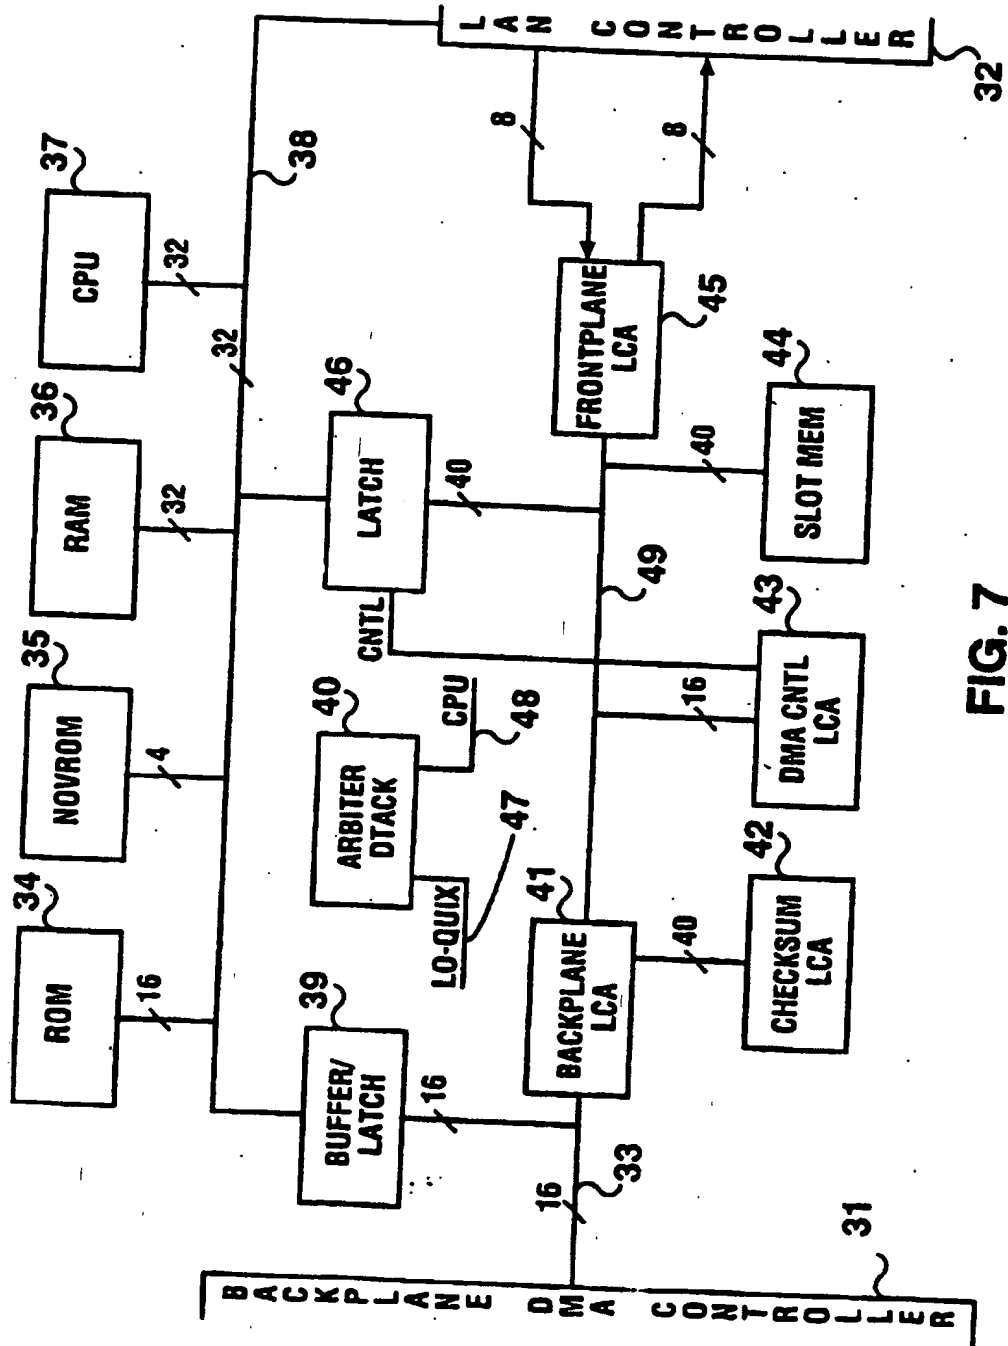 34
ROM
16
35
NOVROM
4
36
RAM
32
37
CPU
32
32
38
39
BUFFER/
LATCH
16
40
ARBITER
DTACK
LO-QUIX
47
CPU
48
46
LATCH
CNTL
40
8
8
LAN CONTROLLER
32
BACKPLANE DMA CONTROLLER
31
16
33
41
BACKPLANE
LCA
49
FRONTPLANE
LCA
45
40
42
CHECKSUM
LCA
16
43
DMA CNTL
LCA
40
44
SLOT MEM
FIG. 7